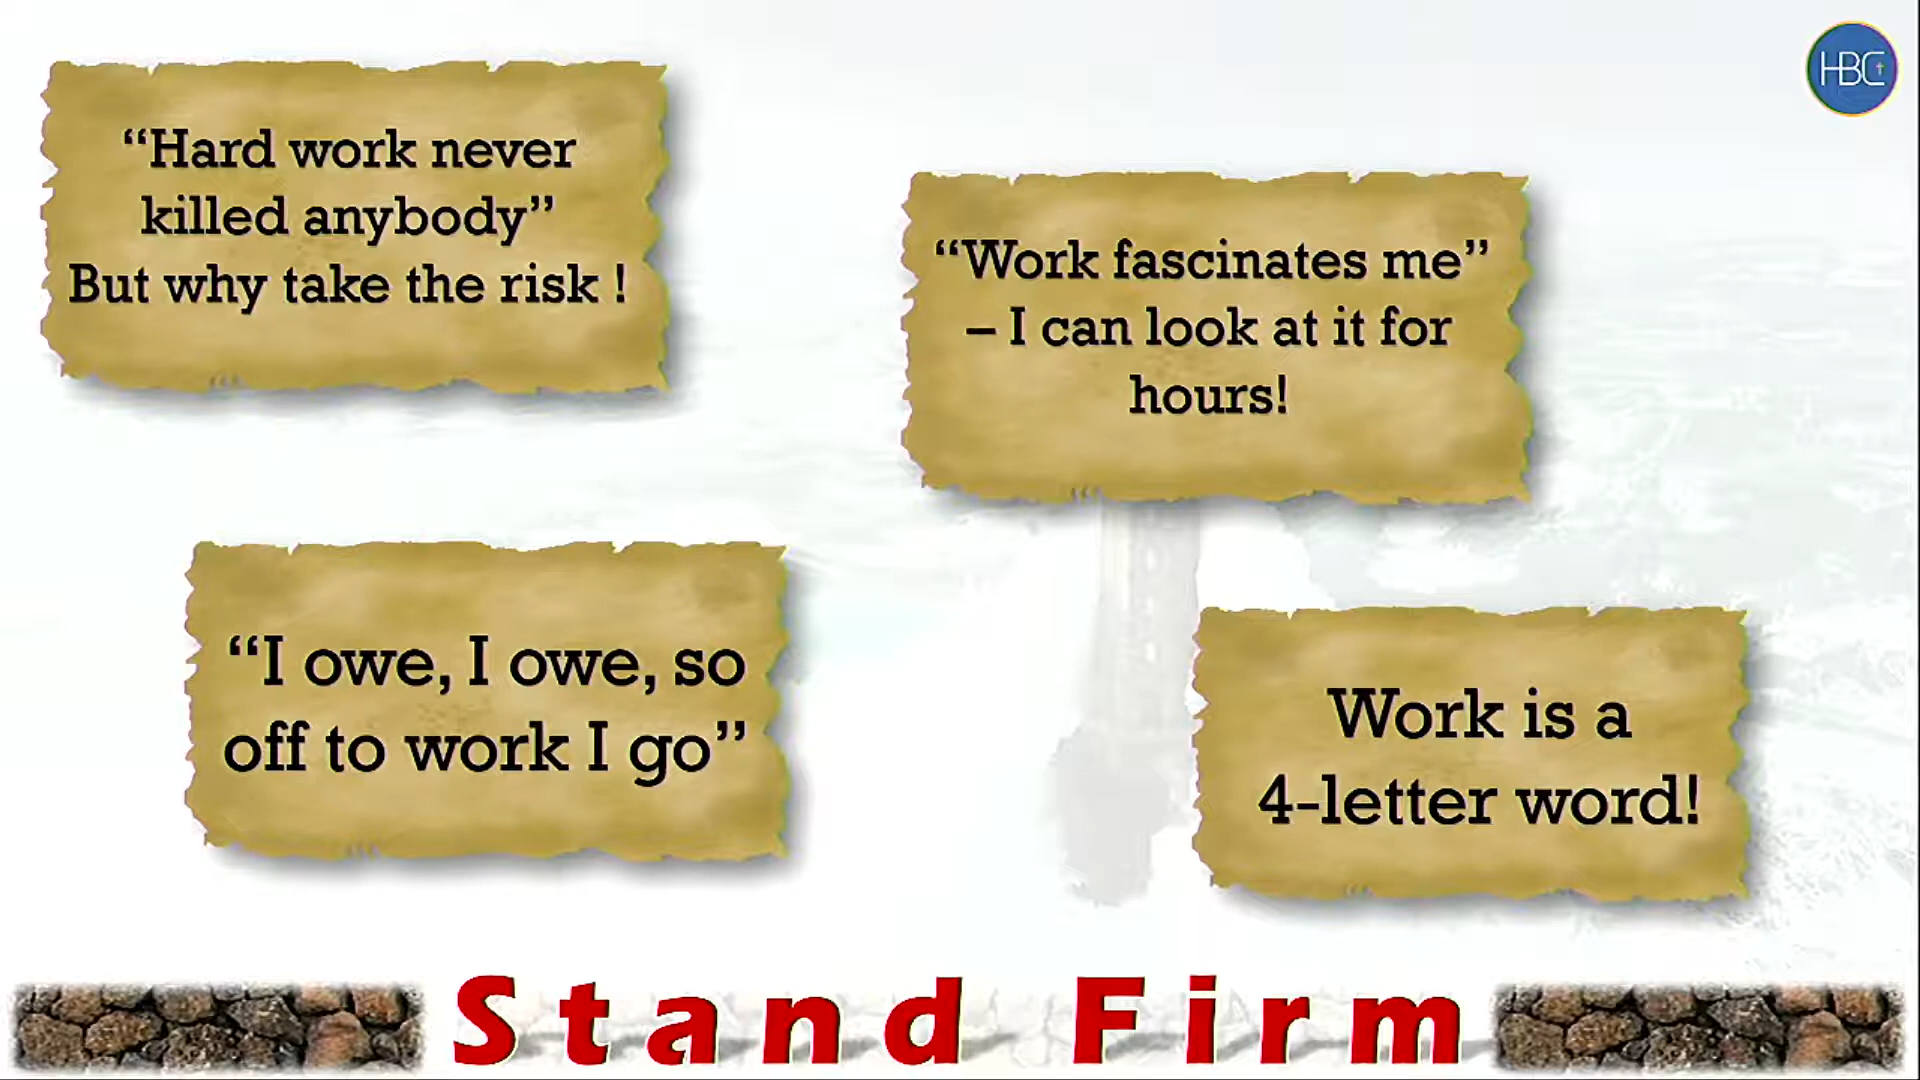 HBC
“Hard work never
killed anybody”
But why take the risk !
“Work fascinates me”
– I can look at it for
hours!
“I owe, I owe, so
off to work I go”
Work is a
4-letter word!
Stand Firm